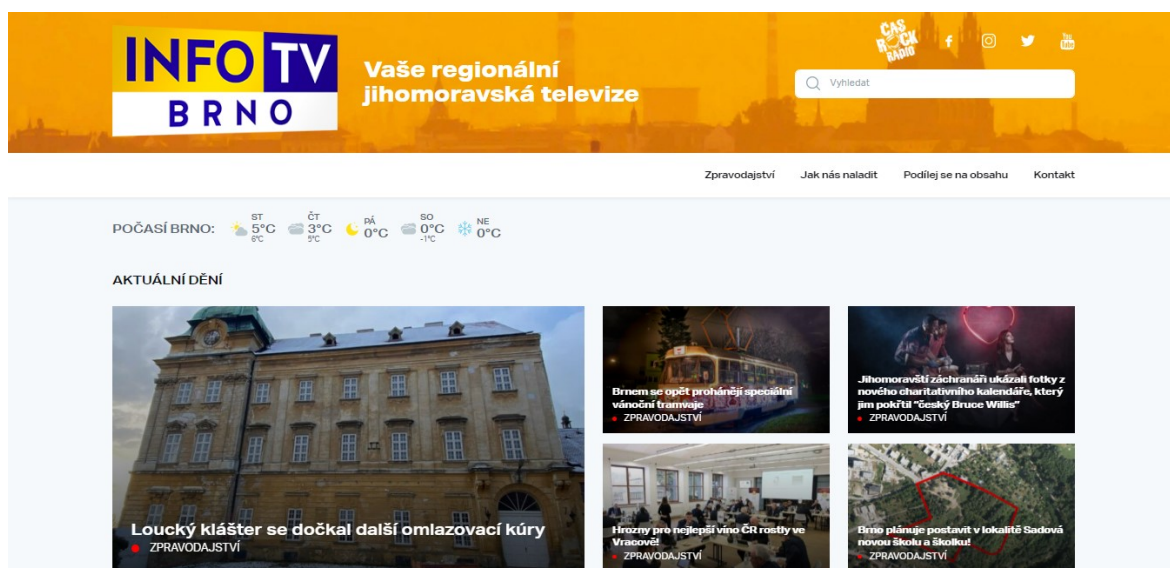 INFO TV
BRNO
Vaše regionální
jihomoravská televize
ČAS
ROCK
RADIO
You
Tube
Vyhledat
Zpravodajství Jak nás naladit Podílej se na obsahu Kontakt
POČASÍ BRNO:
ST
5°C
6°C
ČT
3°C
5°C
PÁ
0°C
SO
0°C
-1°C
NE
0°C
AKTUÁLNÍ DĚNÍ
Loucký klášter se dočkal další omlazovací kúry
ZPRAVODAJSTVÍ
Brnem se opět prohánějí speciální
vánoční tramvaje
ZPRAVODAJSTVÍ
Jihomoravští záchranáři ukázali fotky z
nového charitativního kalendáře, který
jim pokřtil "český Bruce Willis"
ZPRAVODAJSTVÍ
Hrozny pro nejlepší víno ČR rostly ve
Vracově!
ZPRAVODAJSTVÍ
Brno plánuje postavit v lokalitě Sadová
novou školu a školku!
ZPRAVODAJSTVÍ